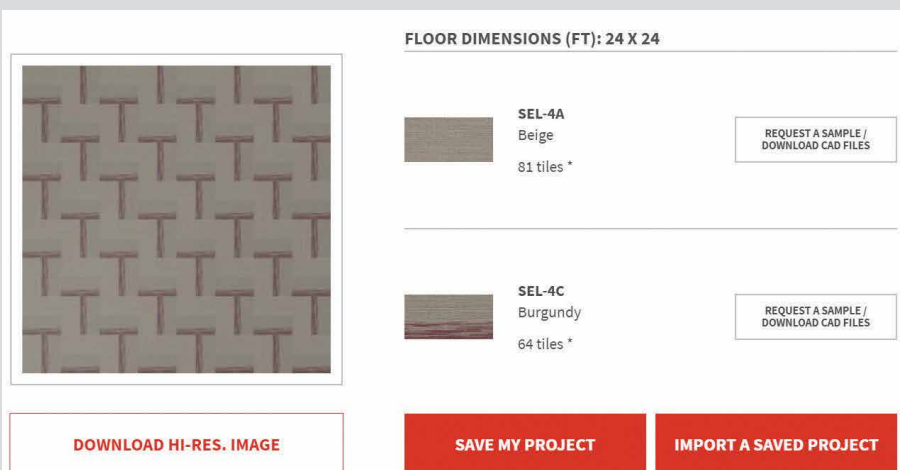 FLOOR DIMENSIONS (FT): 24 X 24
SEL-4A
Beige
81 tiles *
REQUEST A SAMPLE /
DOWNLOAD CAD FILES
SEL-4C
Burgundy
64 tiles *
REQUEST A SAMPLE /
DOWNLOAD CAD FILES
DOWNLOAD HI-RES. IMAGE
SAVE MY PROJECT
IMPORT A SAVED PROJECT